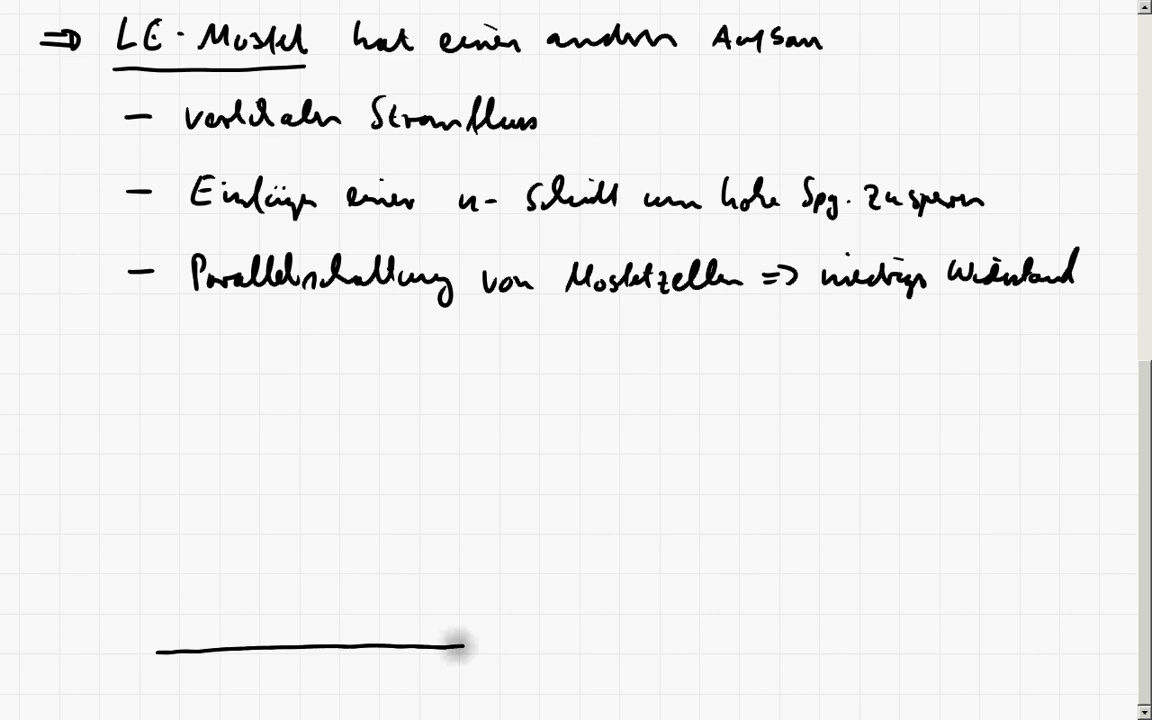 ⇒ LE-Mosfet hat einen andern Aufbau
– vertikaler Stromfluss
– Einfügen einer n- Schicht um hohe Spg. zu sperren
– Parallelschaltung von Mosfetzellen => niedriger Widerstand